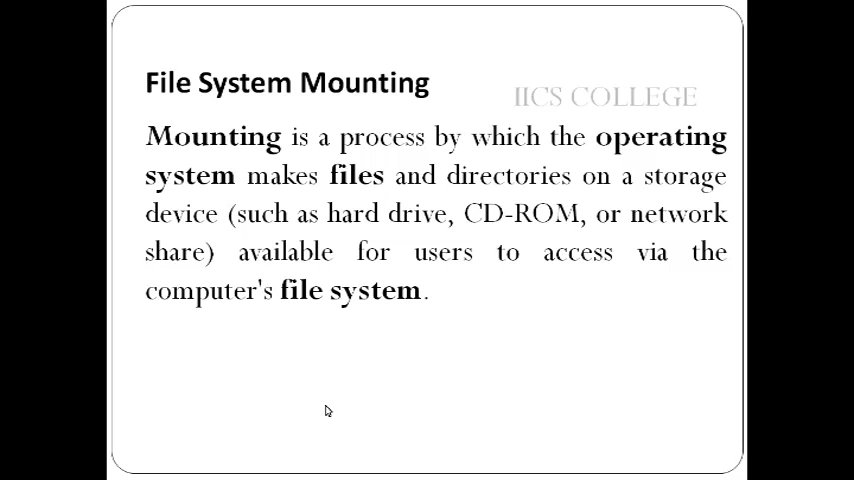 File System Mounting
IICS COLLEGE
Mounting is a process by which the operating
system makes files and directories on a storage
device (such as hard drive, CD-ROM, or network
share) available for users to access via the
computer's file system.